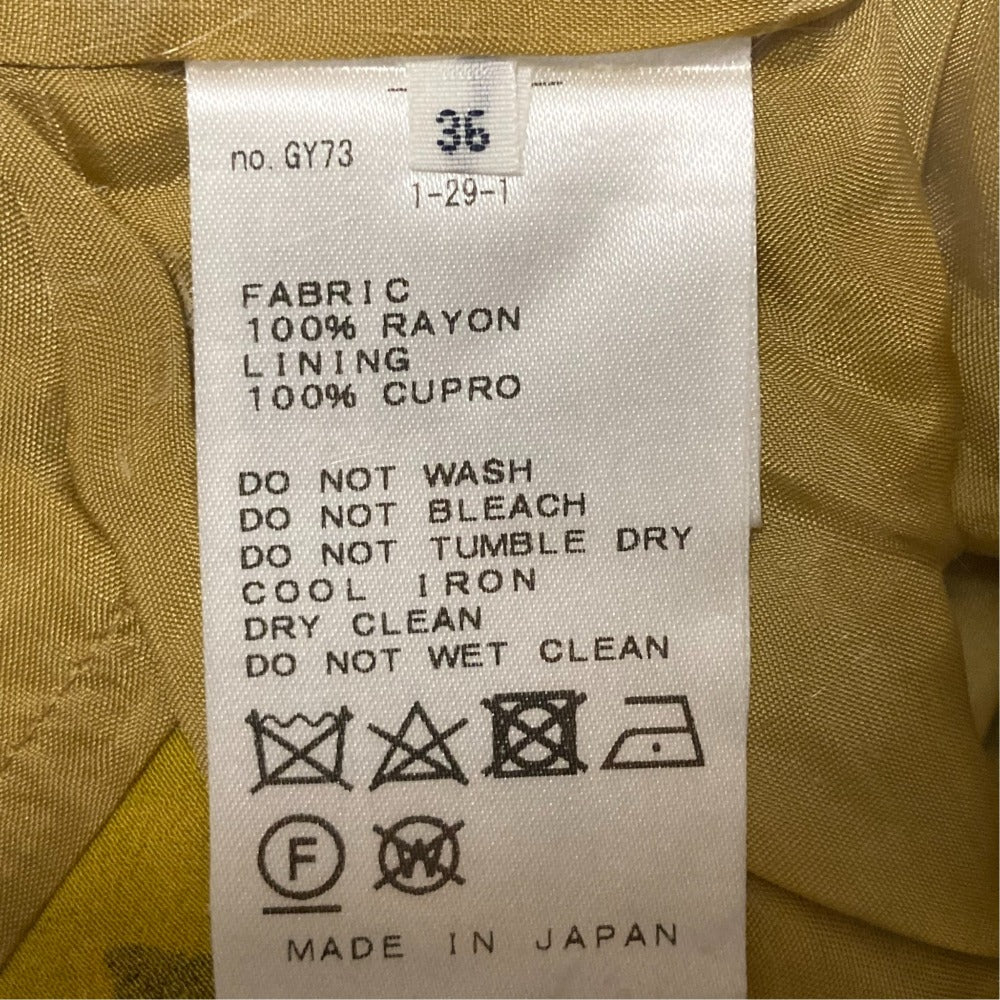 36
no. GY73
1-29-1
FABRIC
100% RAYON
LINING
100% CUPRO
DO NOT WASH
DO NOT BLEACH
DO NOT TUMBLE DRY
COOL IRON
DRY CLEAN
DO NOT WET CLEAN
F W
MADE IN JAPAN